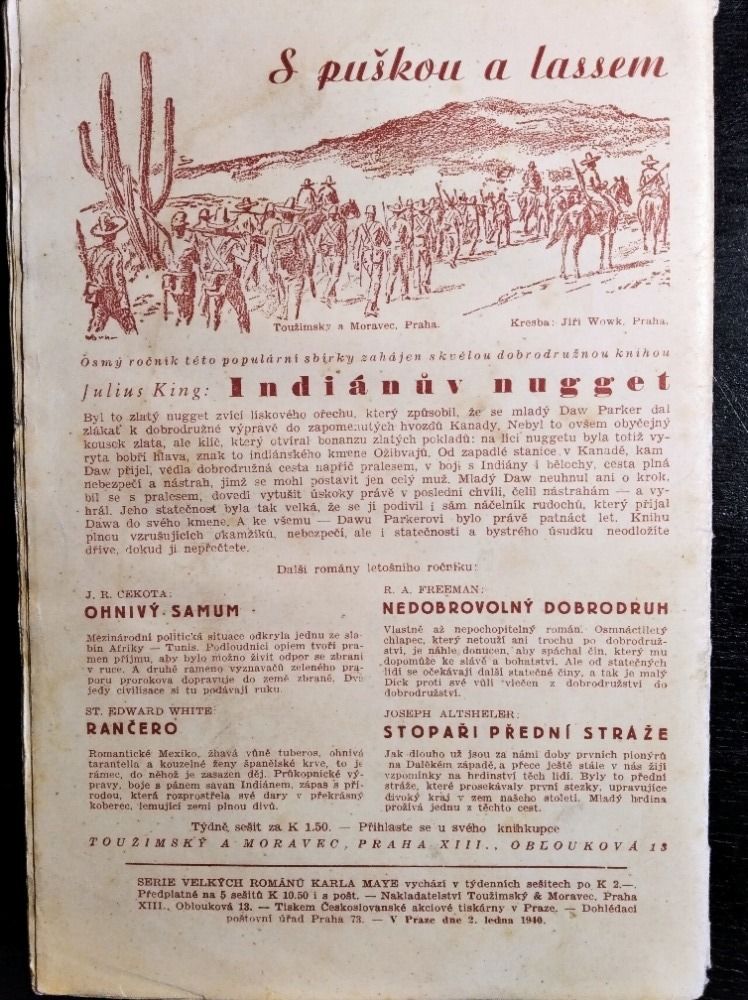 S puškou a lassem
Toužimský a Moravec, Praha.
Kresba: Jiří Wowk, Praha.
Osmý ročník této populární sbírky zahájen skvělou dobrodružnou knihou
Julius King: Indiánův nugget
Byl to zlatý nugget zvící lískového ořechu, který způsobil, že se mladý Daw Parker dal
zlákat k dobrodružné výpravě do zapomenutých hvozdů Kanady. Nebyl to ovšem obyčejný
kousek zlata, ale klíč, který otvíral bonanzu zlatých pokladů: na líci nuggetu byla totiž vy-
ryta bobří hlava, znak to indiánského kmene Ožibvajů. Od zapadlé stanice v Kanadě, kam
Daw přijel, vedla dobrodružná cesta napříč pralesem, v boji s Indiány i bělochy, cesta plná
nebezpečí a nástrah, jimž se mohl postavit jen celý muž. Mladý Daw neuhnul ani o krok,
bil se s pralesem, dovedl vytušit úskoky právě v poslední chvíli, čelil nástrahám — a vy-
hrál. Jeho statečnost byla tak velká, že se jí podivil i sám náčelník rudochů, který přijal
Dawa do svého kmene. A ke všemu — Dawu Parkerovi bylo právě patnáct let. Knihu
plnou vzrušujících okamžiků, nebezpečí, ale i statečnosti a bystrého úsudku neodložíte
dříve, dokud ji nepřečtete.
Další romány letošního ročníku:
J. R. ČEKOTA:
OHNIVÝ SAMUM
Mezinárodní politická situace odkryla jednu ze sla-
bin Afriky — Tunis. Podloudníci opiem tvoří pra-
men příjmu, aby bylo možno živit odpor se zbraní
v ruce. A druhé rameno vyznavačů zeleného pra-
poru prorokova dopravuje do země zbraně. Dvě
jedy civilisace si tu podávají ruku.
ST. EDWARD WHITE:
RANČERO
Romantické Mexiko, žhavá vůně tuberos, ohnivá
tarantella a kouzelné ženy španělské krve, to je
rámec, do něhož je zasazen děj. Průkopnické vý-
pravy, boje s pánem savan Indiánem, zápas s pří-
rodou, která rozprostřela své dary v překrásný
koberec, lemující zemi plnou divů.
R. A. FREEMAN:
NEDOBROVOLNÝ DOBRODRUH
Vlastně až nepochopitelný román. Osmnáctiletý
chlapec, který netouží ani trochu po dobrodruž-
ství, je náhle donucen, aby spáchal čin, který mu
dopomůže ke slávě a bohatství. Ale od statečných
lidí se očekávají další statečné činy, a tak je malý
Dick proti své vůli vlečen z dobrodružství do
dobrodružství.
JOSEPH ALTSHELER:
STOPAŘI PŘEDNÍ STRÁŽE
Jak dlouho už jsou za námi doby prvních pionýrů
na Dalekém západě, a přece ještě stále v nás žijí
vzpomínky na hrdinství těch lidí. Byly to přední
stráže, které prosekávaly první stezky, upravujíce
divoký kraj v zem našeho století. Mladý hrdina
prožívá jednu z těchto cest.
Týdně sešit za K 1.50. — Přihlaste se u svého knihkupce
TOUŽIMSKÝ A MORAVEC, PRAHA XIII., OBLOUKOVÁ 13
SERIE VELKÝCH ROMÁNŮ KARLA MAYE vychází v týdenních sešitech po K 2.—.
Předplatné na 5 sešitů K 10.50 i s pošt. — Nakladatelství Toužimský & Moravec, Praha
XIII., Oblouková 13. — Tiskem Československé akciové tiskárny v Praze. — Dohlédací
poštovní úřad Praha 73. — V Praze dne 2. ledna 1940.